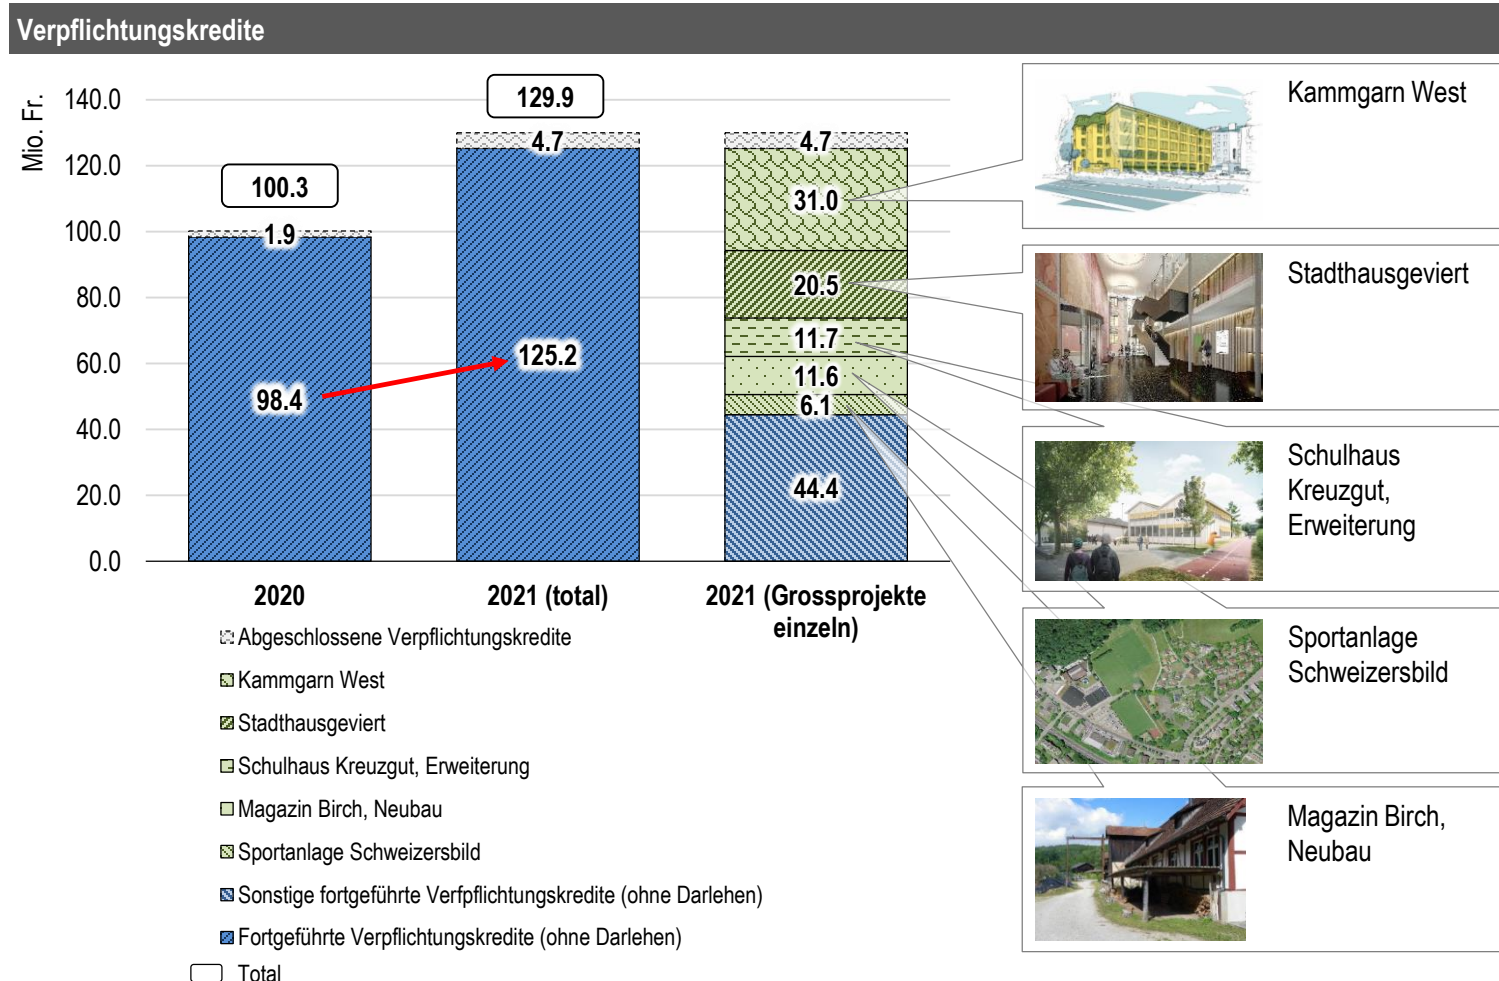 Verpflichtungskredite
Mio. Fr.
140.0
120.0
100.0
80.0
60.0
40.0
20.0
0.0
100.3
1.9
98.4
129.9
4.7
125.2
4.7
31.0
20.5
11.7
11.6
6.1
44.4
2020
2021 (total)
2021 (Grossprojekte
einzeln)
Abgeschlossene Verpflichtungskredite
Kammgarn West
Stadthausgeviert
Schulhaus Kreuzgut, Erweiterung
Magazin Birch, Neubau
Sportanlage Schweizersbild
Sonstige fortgeführte Verfpflichtungskredite (ohne Darlehen)
Fortgeführte Verpflichtungskredite (ohne Darlehen)
Total
Kammgarn West
Stadthausgeviert
Schulhaus
Kreuzgut,
Erweiterung
Sportanlage
Schweizersbild
Magazin Birch,
Neubau